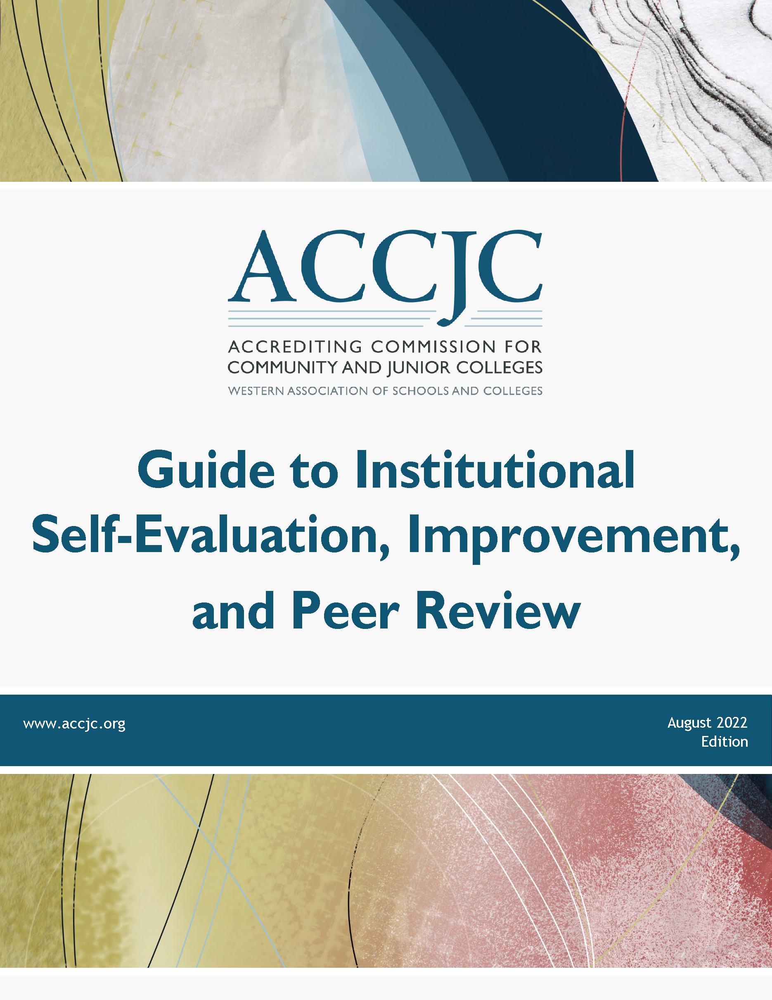 ACCJC
ACCREDITING COMMISSION FOR
COMMUNITY AND JUNIOR COLLEGES
WESTERN ASSOCIATION OF SCHOOLS AND COLLEGES
Guide to Institutional
Self-Evaluation, Improvement,
and Peer Review
www.accjc.org
August 2022
Edition